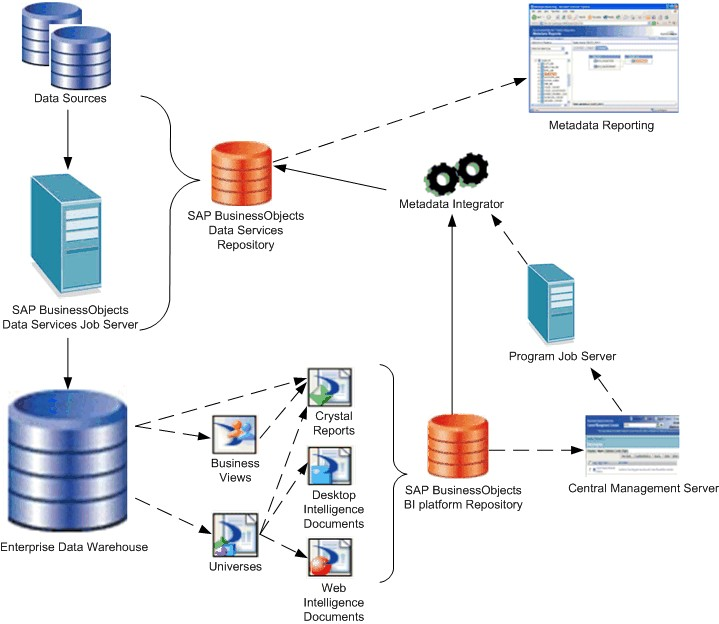 Data Sources
Metadata Reports
Metadata Reporting
SAP BusinessObjects
Data Services
Repository
Metadata Integrator
SAP BusinessObjects
Data Services Job Server
Program Job Server
Crystal
Reports
Business
Views
Desktop
Intelligence
Documents
SAP BusinessObjects
BI platform Repository
Central Management Server
Enterprise Data Warehouse
Universes
Web
Intelligence
Documents